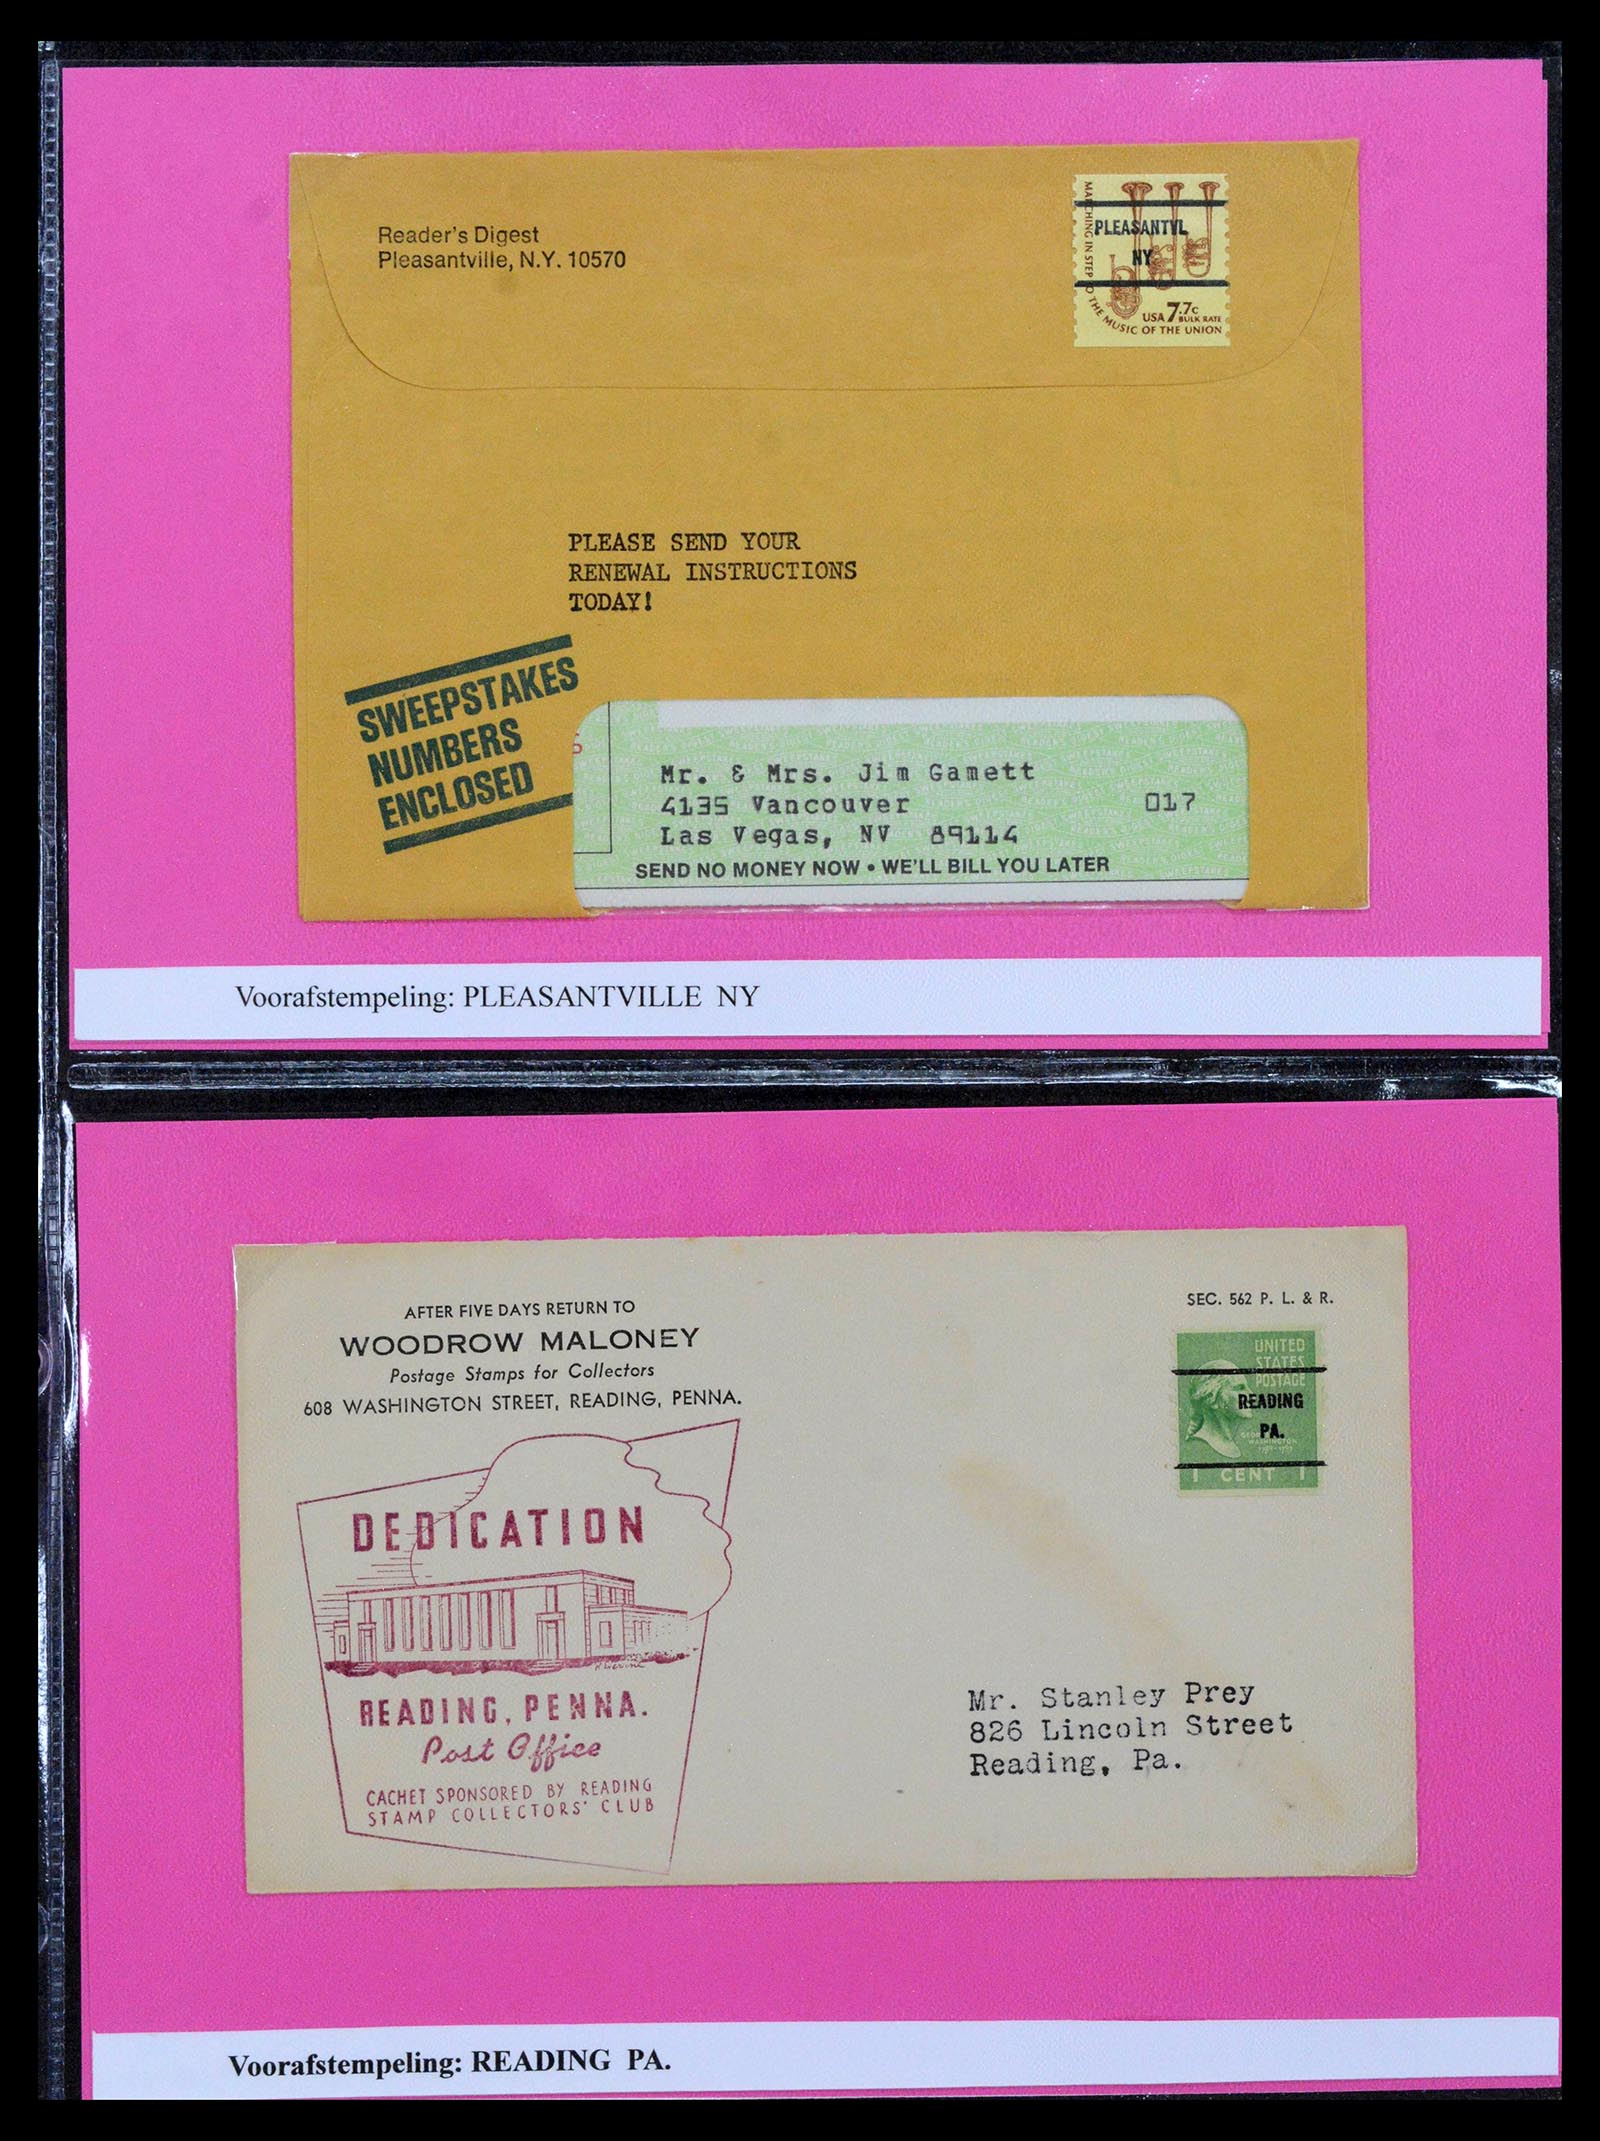 Reader's Digest
Pleasantville, N.Y. 10570
MARCHING IN STEP TO THE MUSIC OF THE UNION
PLEASANTVL
NY
USA 7.7c
BULK RATE
PLEASE SEND YOUR
RENEWAL INSTRUCTIONS
TODAY!
SWEEPSTAKES
NUMBERS
ENCLOSED
Mr. & Mrs. Jim Gamett
4135 Vancouver 017
Las Vegas, NV 89114
SEND NO MONEY NOW • WE'LL BILL YOU LATER
Voorafstempeling: PLEASANTVILLE NY
AFTER FIVE DAYS RETURN TO
WOODROW MALONEY
Postage Stamps for Collectors
608 WASHINGTON STREET, READING, PENNA.
SEC. 562 P. L. & R.
UNITED
STATES
POSTAGE
READING
PA.
1 CENT 1
DEDICATION
READING, PENNA.
Post Office
CACHET SPONSORED BY READING
STAMP COLLECTORS' CLUB
Mr. Stanley Prey
826 Lincoln Street
Reading, Pa.
Voorafstempeling: READING PA.